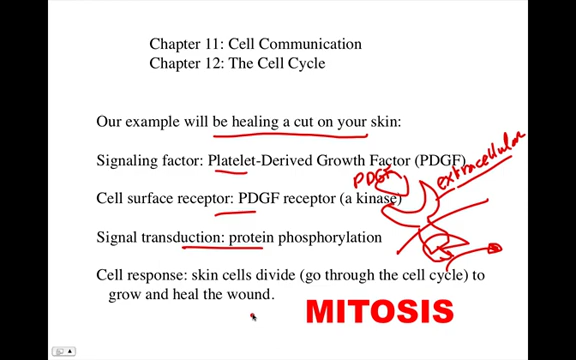 Chapter 11: Cell Communication
Chapter 12: The Cell Cycle
Our example will be healing a cut on your skin:
Signaling factor: Platelet-Derived Growth Factor (PDGF)
extracellular
PDGF
Cell surface receptor: PDGF receptor (a kinase)
Signal transduction: protein phosphorylation
Cell response: skin cells divide (go through the cell cycle) to
grow and heal the wound.
MITOSIS